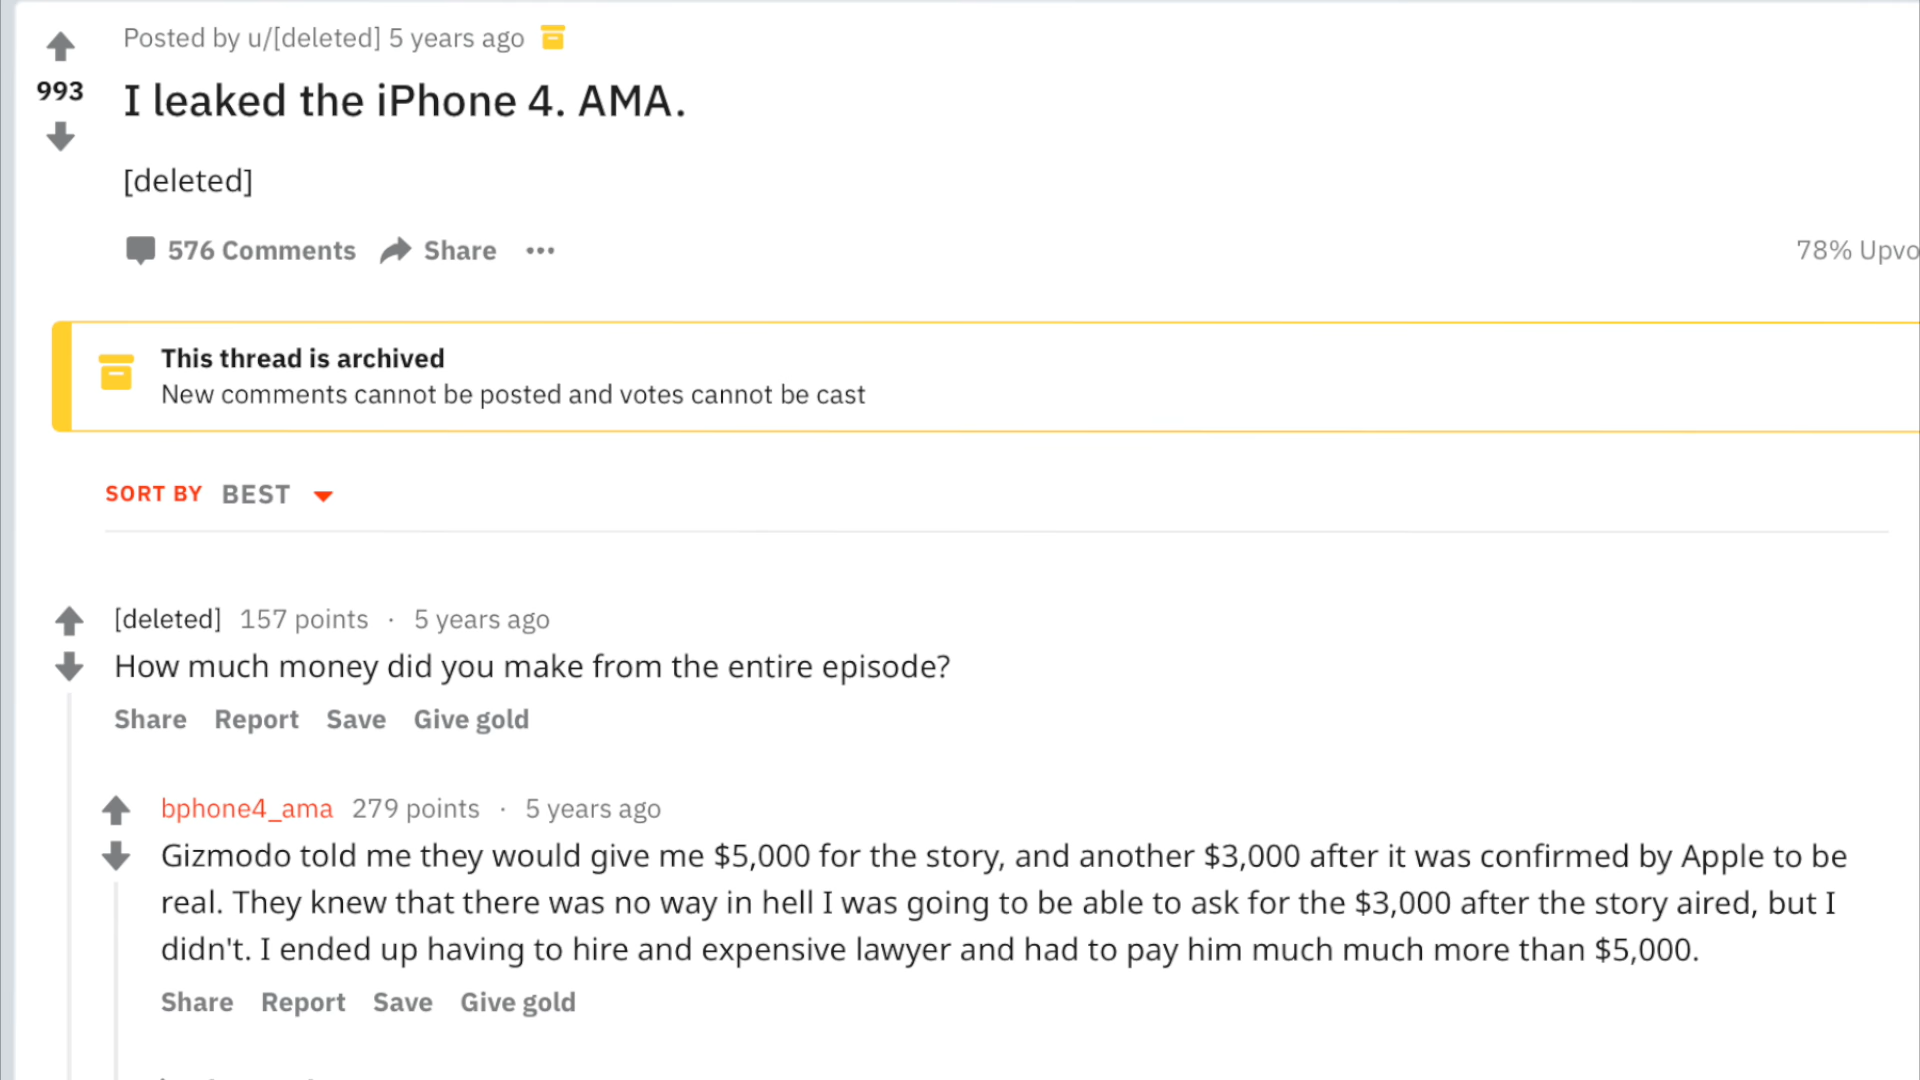 Posted by u/[deleted] 5 years ago
993
I leaked the iPhone 4. AMA.
[deleted]
576 Comments Share ...
78% Upvo
This thread is archived
New comments cannot be posted and votes cannot be cast
SORT BY BEST
[deleted] 157 points · 5 years ago
How much money did you make from the entire episode?
Share Report Save Give gold
bphone4_ama 279 points · 5 years ago
Gizmodo told me they would give me $5,000 for the story, and another $3,000 after it was confirmed by Apple to be
real. They knew that there was no way in hell I was going to be able to ask for the $3,000 after the story aired, but I
didn't. I ended up having to hire and expensive lawyer and had to pay him much much more than $5,000.
Share Report Save Give gold